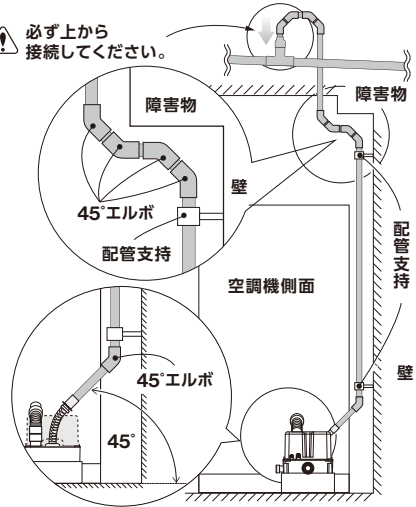 必ず上から
接続してください。
障害物
障害物
45°エルボ
壁
配管支持
配管支持
空調機側面
45°エルボ
壁
45°